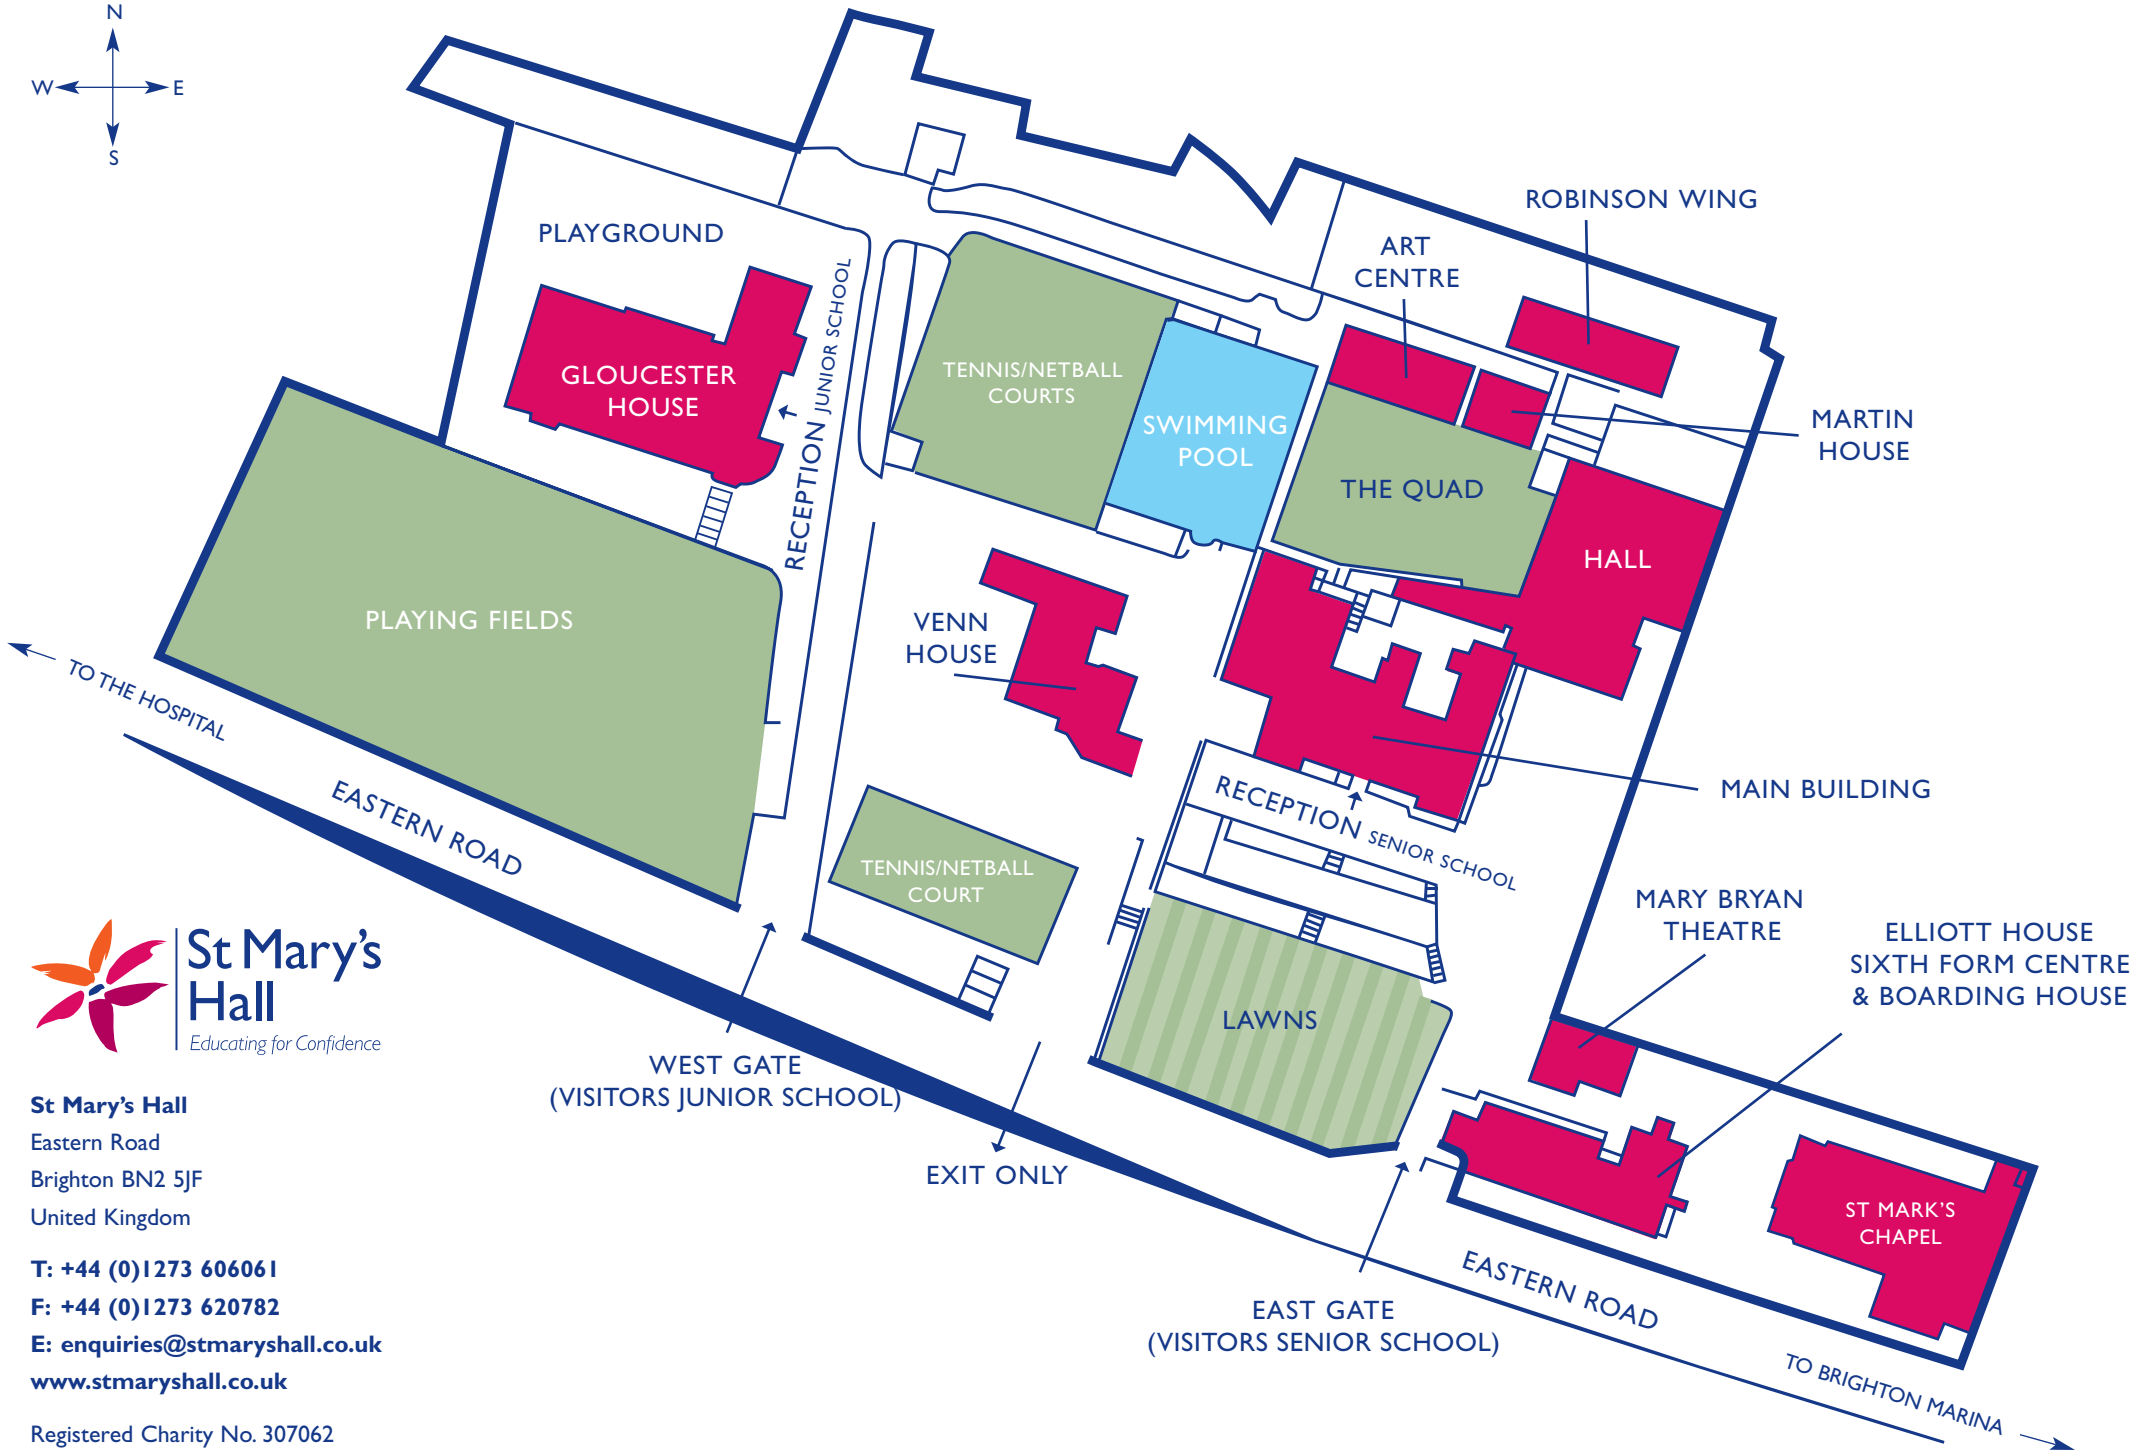 N
W E
S
ROBINSON WING
PLAYGROUND
ART
CENTRE
RECEPTION JUNIOR SCHOOL
GLOUCESTER
HOUSE
TENNIS/NETBALL
COURTS
SWIMMING
POOL
MARTIN
HOUSE
THE QUAD
HALL
PLAYING FIELDS
VENN
HOUSE
TO THE HOSPITAL
EASTERN ROAD
MAIN BUILDING
RECEPTION SENIOR SCHOOL
TENNIS/NETBALL
COURT
MARY BRYAN
THEATRE
ELLIOTT HOUSE
SIXTH FORM CENTRE
& BOARDING HOUSE
LAWNS
WEST GATE
(VISITORS JUNIOR SCHOOL)
EXIT ONLY
ST MARK'S
CHAPEL
EASTERN ROAD
EAST GATE
(VISITORS SENIOR SCHOOL)
TO BRIGHTON MARINA
St Mary's
Hall
Educating for Confidence
St Mary's Hall
Eastern Road
Brighton BN2 5JF
United Kingdom
T: +44 (0)1273 606061
F: +44 (0)1273 620782
E: enquiries@stmaryshall.co.uk
www.stmaryshall.co.uk
Registered Charity No. 307062